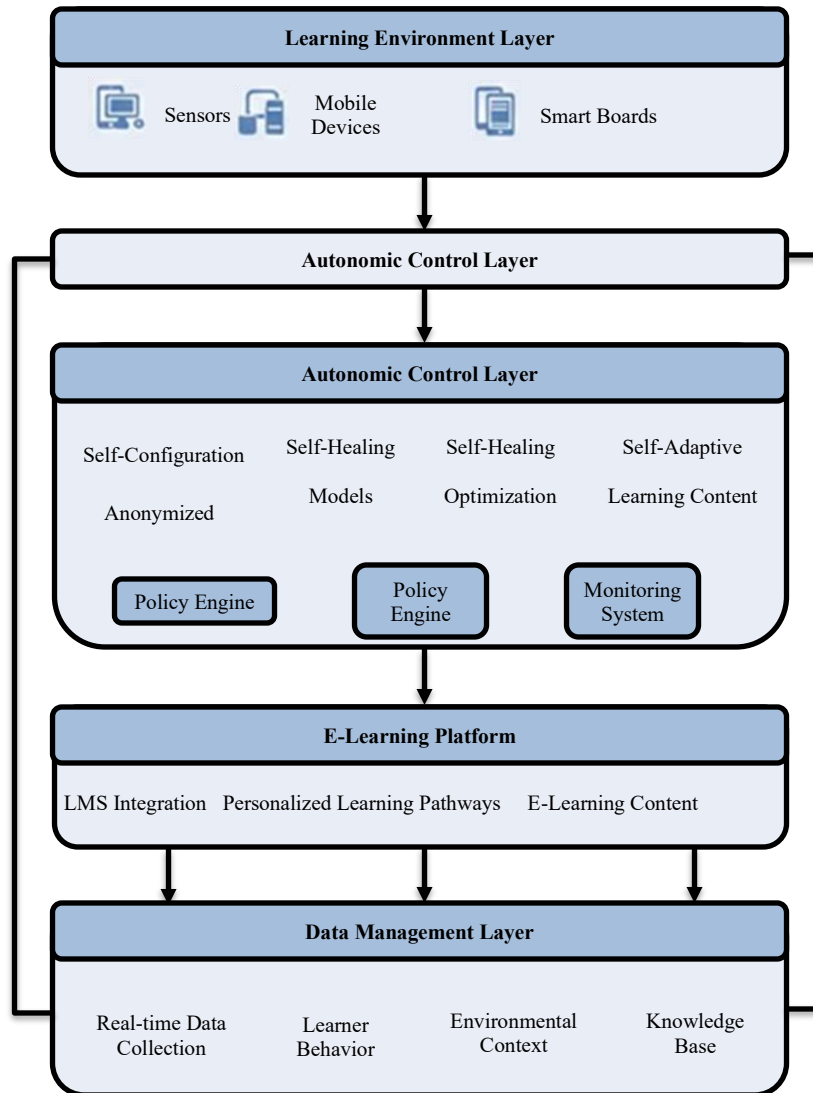 Learning Environment Layer
Sensors
Mobile
Devices
Smart Boards
Autonomic Control Layer
Autonomic Control Layer
Self-Configuration
Self-Healing
Self-Healing
Self-Adaptive
Anonymized
Models
Optimization
Learning Content
Policy Engine
Policy
Engine
Monitoring
System
E-Learning Platform
LMS Integration
Personalized Learning Pathways
E-Learning Content
Data Management Layer
Real-time Data
Collection
Learner
Behavior
Environmental
Context
Knowledge
Base